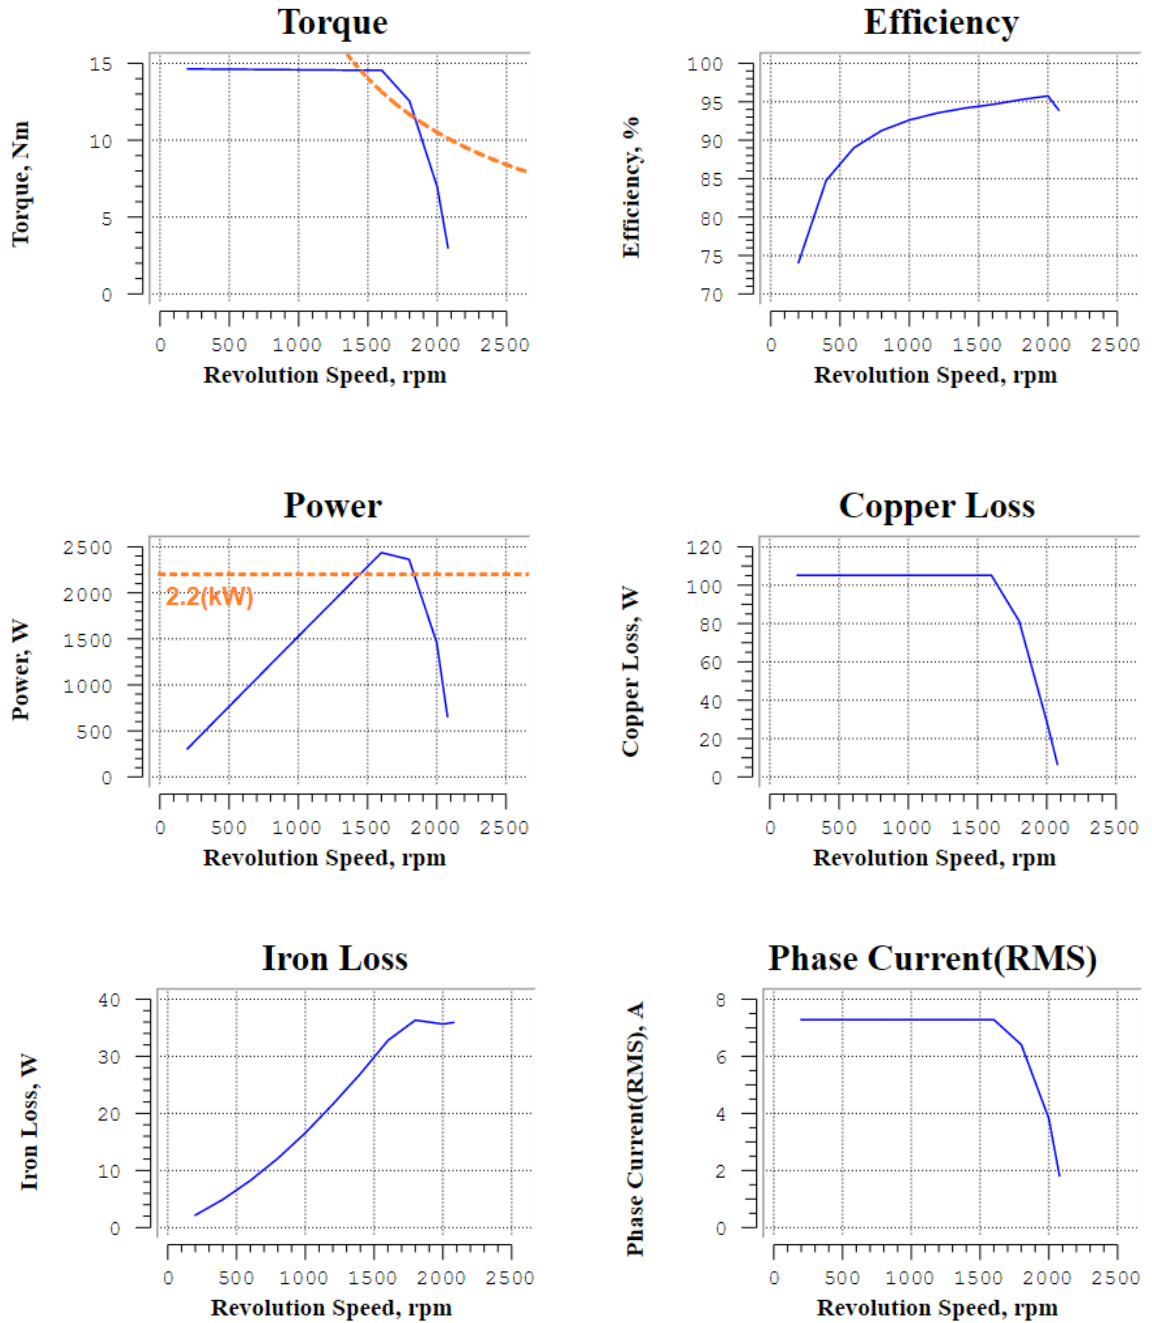 Torque
Torque, Nm
15
10
5
0
0 500 1000 1500 2000 2500
Revolution Speed, rpm
Efficiency
Efficiency, %
100
95
90
85
80
75
70
0 500 1000 1500 2000 2500
Revolution Speed, rpm
Power
Power, W
2500
2000
1500
1000
500
0
2.2(kW)
0 500 1000 1500 2000 2500
Revolution Speed, rpm
Copper Loss
Copper Loss, W
120
100
80
60
40
20
0
0 500 1000 1500 2000 2500
Revolution Speed, rpm
Iron Loss
Iron Loss, W
40
30
20
10
0
0 500 1000 1500 2000 2500
Revolution Speed, rpm
Phase Current(RMS)
Phase Current(RMS), A
8
6
4
2
0
0 500 1000 1500 2000 2500
Revolution Speed, rpm